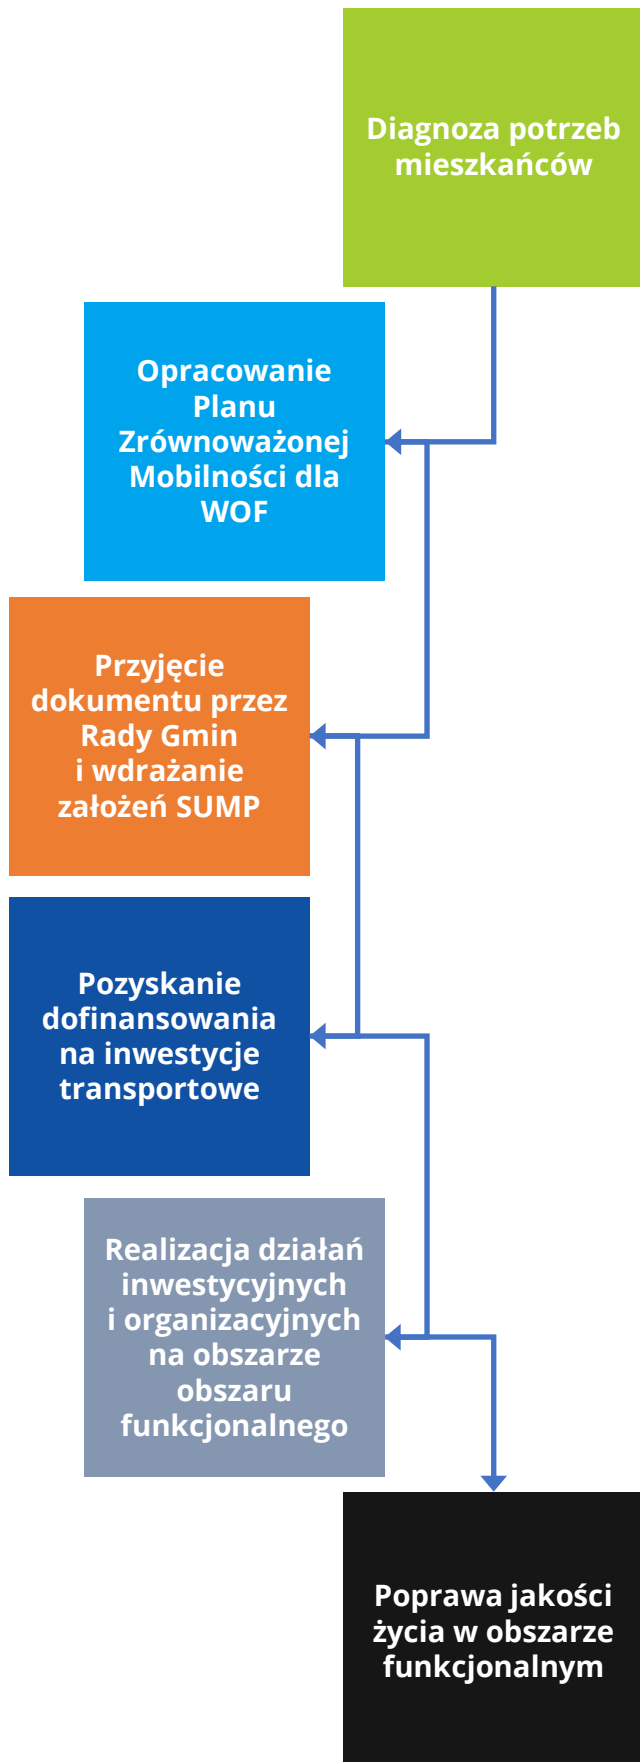 Diagnoza potrzeb
mieszkańców
Opracowanie
Planu
Zrównoważonej
Mobilności dla
WOF
Przyjęcie
dokumentu przez
Rady Gmin
i wdrażanie
założeń SUMP
Pozyskanie
dofinansowania
na inwestycje
transportowe
Realizacja działań
inwestycyjnych
i organizacyjnych
na obszarze
obszaru
funkcjonalnego
Poprawa jakości
życia w obszarze
funkcjonalnym